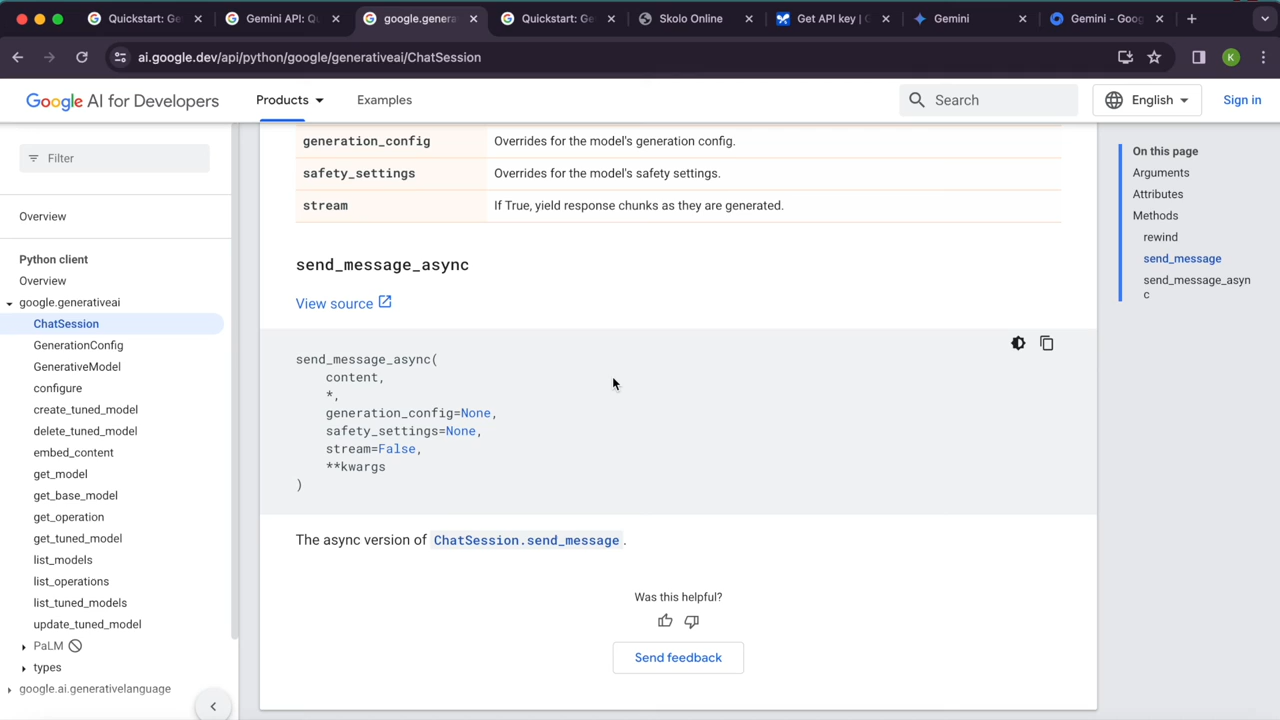 Quickstart: Ge
Gemini API: Q
google.genera
Quickstart: Ge
Skolo Online
Get API key | G
Gemini
Gemini - Goog
ai.google.dev/api/python/google/generativeai/ChatSession
K
Google AI for Developers
Products
Examples
Search
English
Sign in
Filter
Overview
Python client
Overview
google.generativeai
ChatSession
GenerationConfig
GenerativeModel
configure
create_tuned_model
delete_tuned_model
embed_content
get_model
get_base_model
get_operation
get_tuned_model
list_models
list_operations
list_tuned_models
update_tuned_model
PaLM
types
google.ai.generativelanguage
generation_config Overrides for the model's generation config.
safety_settings Overrides for the model's safety settings.
stream If True, yield response chunks as they are generated.
send_message_async
View source
send_message_async(
content,
*,
generation_config=None,
safety_settings=None,
stream=False,
**kwargs
)
The async version of ChatSession.send_message.
Was this helpful?
Send feedback
On this page
Arguments
Attributes
Methods
rewind
send_message
send_message_asyn
c